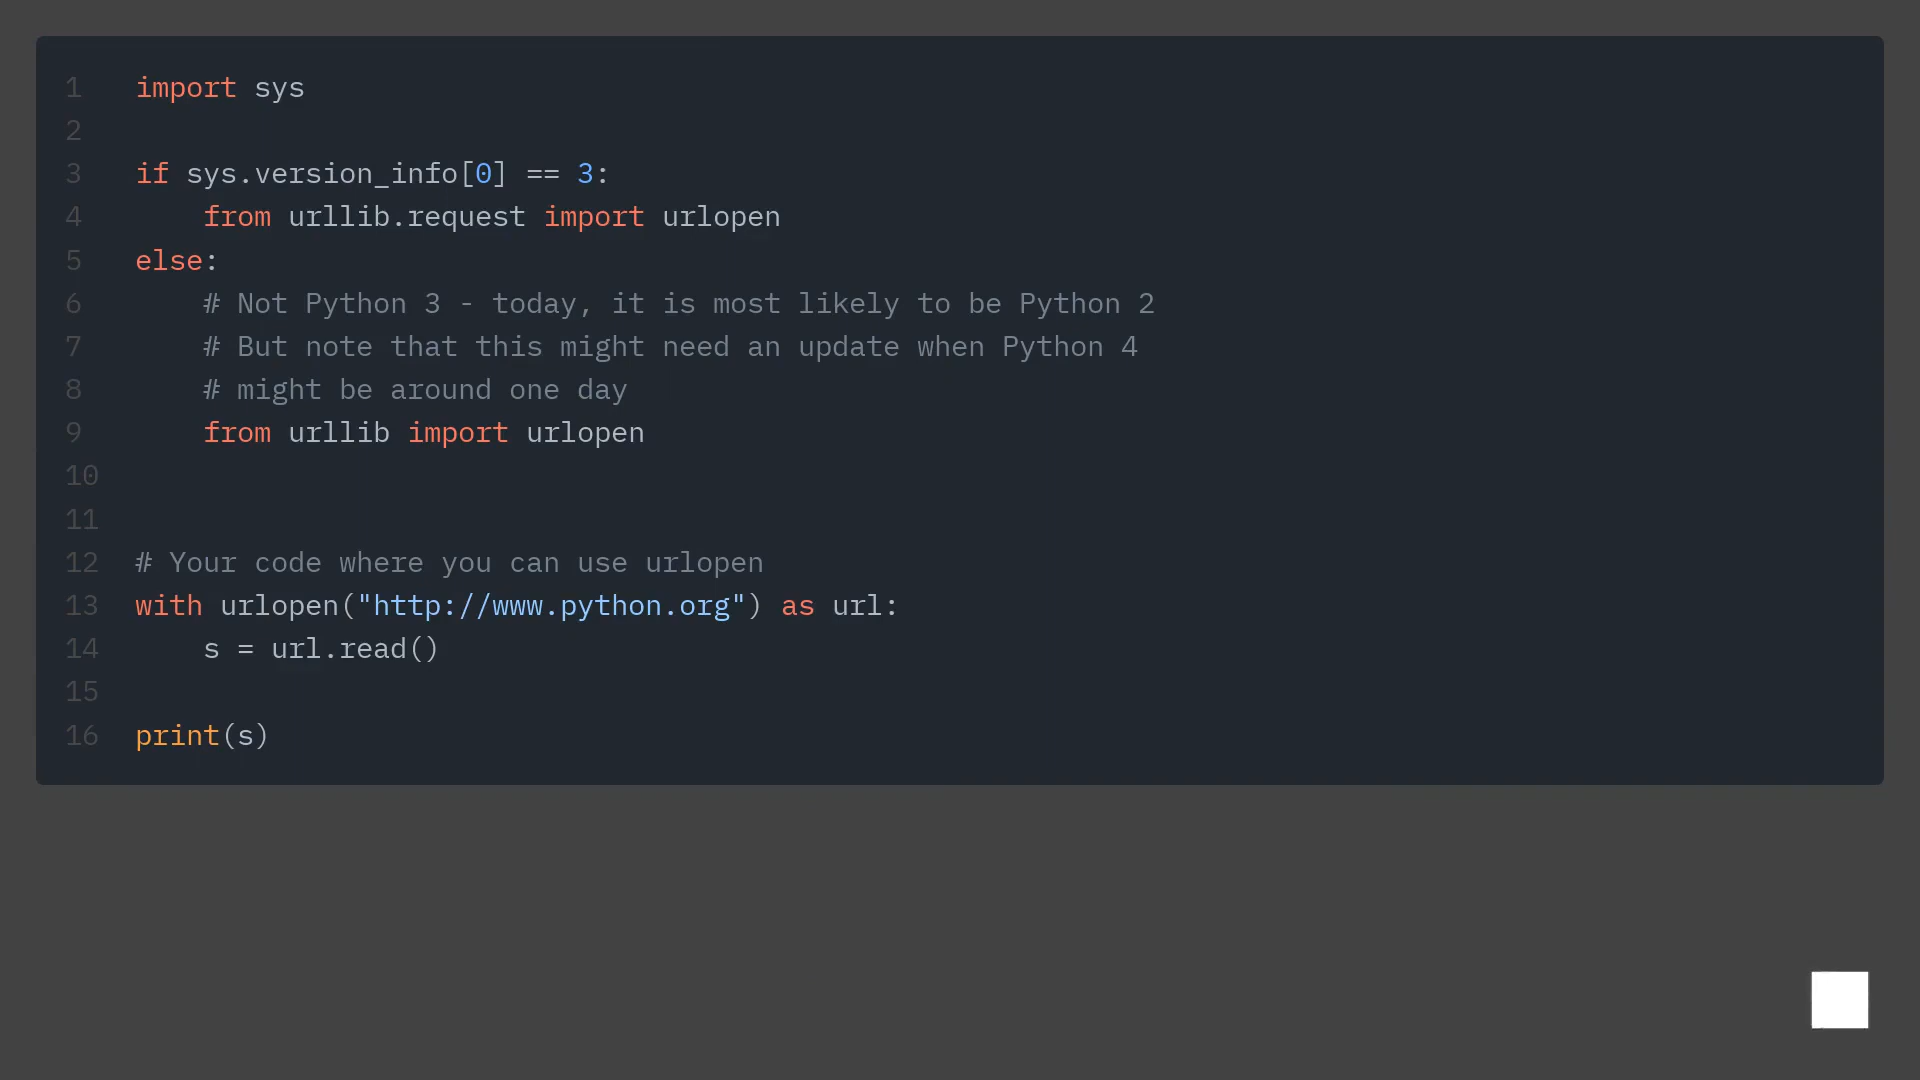 1 import sys
2
3 if sys.version_info[0] == 3:
4     from urllib.request import urlopen
5 else:
6     # Not Python 3 - today, it is most likely to be Python 2
7     # But note that this might need an update when Python 4
8     # might be around one day
9     from urllib import urlopen
10
11
12 # Your code where you can use urlopen
13 with urlopen("http://www.python.org") as url:
14     s = url.read()
15
16 print(s)